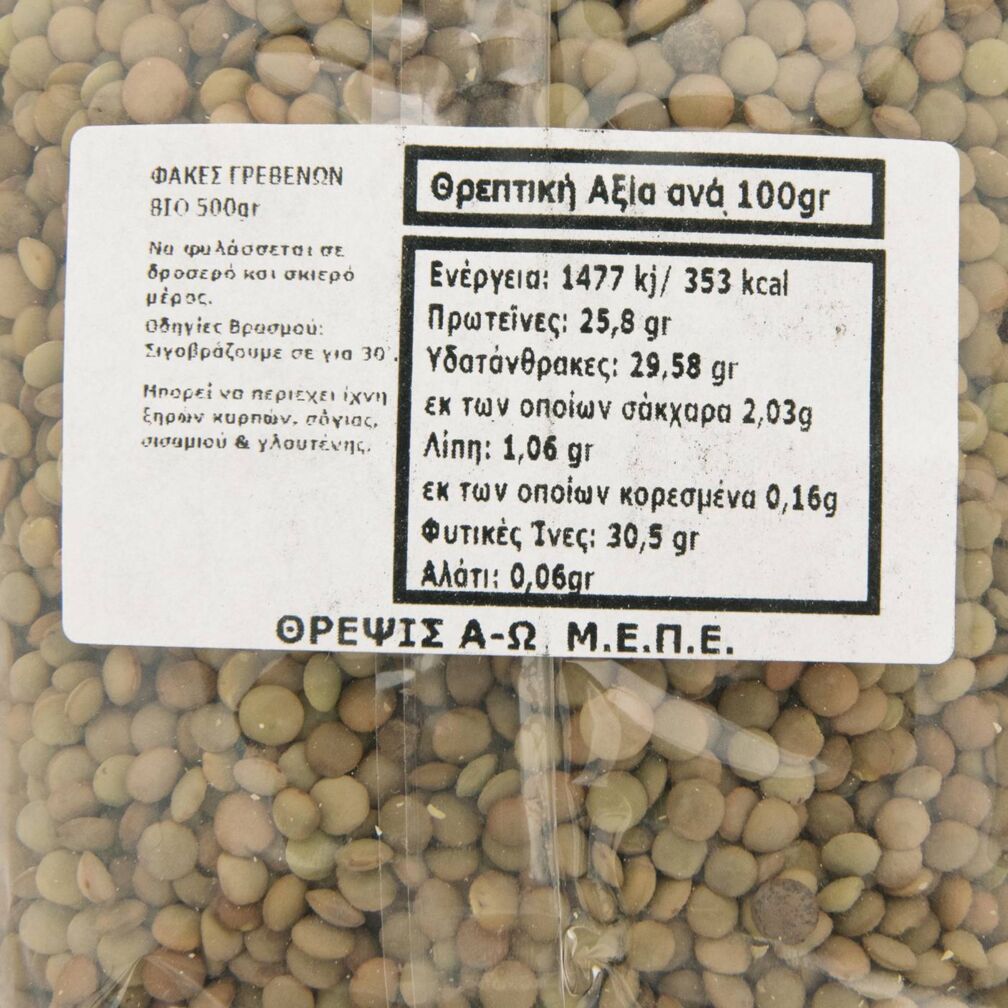 ΦΑΚΕΣ ΓΡΕΒΕΝΩΝ
ΒΙΟ 500gr
Να φυλάσσεται σε
δροσερό και σκιερό
μέρος.
Οδηγίες Βρασμού:
Σιγοβράζουμε σε για 30'.
Μπορεί να περιεχει ίχνη
ξηρών καρπών, σόγιας,
σισαμιού & γλουτένης.
Θρεπτική Αξία ανά 100gr
Ενέργεια: 1477 kj/ 353 kcal
Πρωτεΐνες: 25,8 gr
Υδατάνθρακες: 29,58 gr
εκ των οποίων σάκχαρα 2,03g
Λίπη: 1,06 gr
εκ των οποίων κορεσμένα 0,16g
Φυτικές Ίνες: 30,5 gr
Αλάτι: 0,06gr
ΘΡΕΨΙΣ Α-Ω Μ.Ε.Π.Ε.